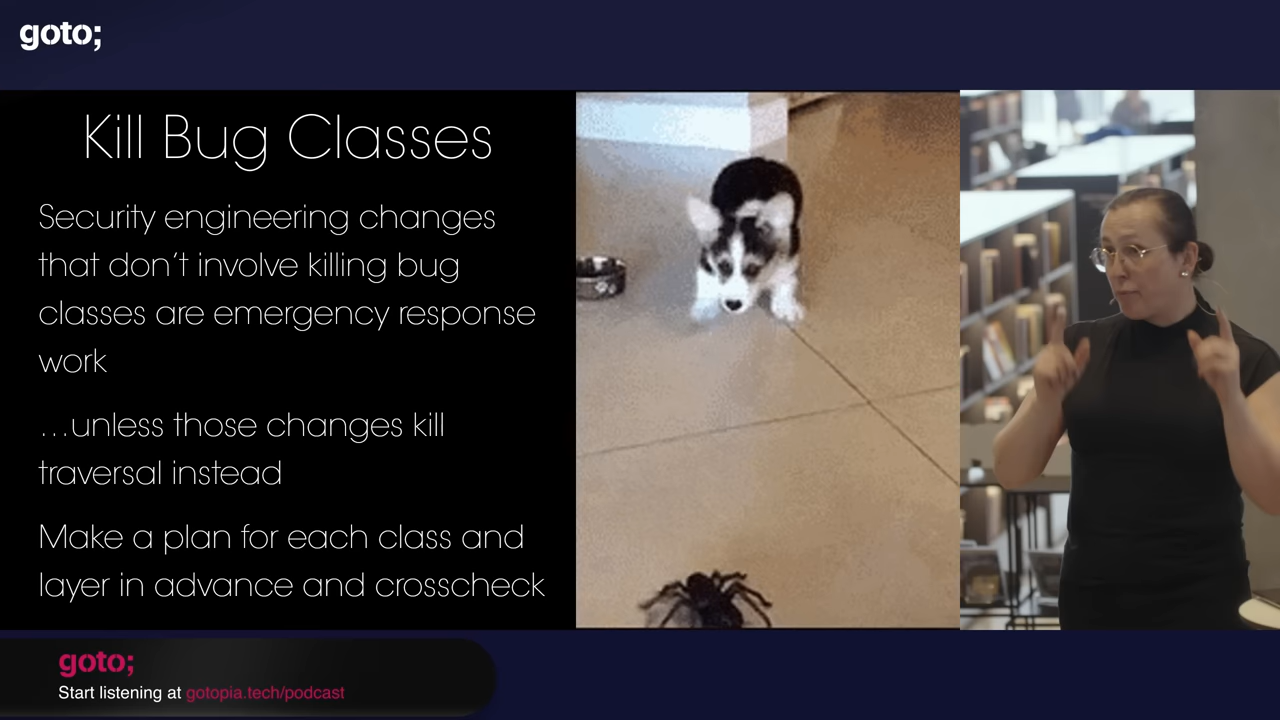 goto;
Kill Bug Classes
Security engineering changes
that don't involve killing bug
classes are emergency response
work
...unless those changes kill
traversal instead
Make a plan for each class and
layer in advance and crosscheck
goto;
Start listening at gotopia.tech/podcast